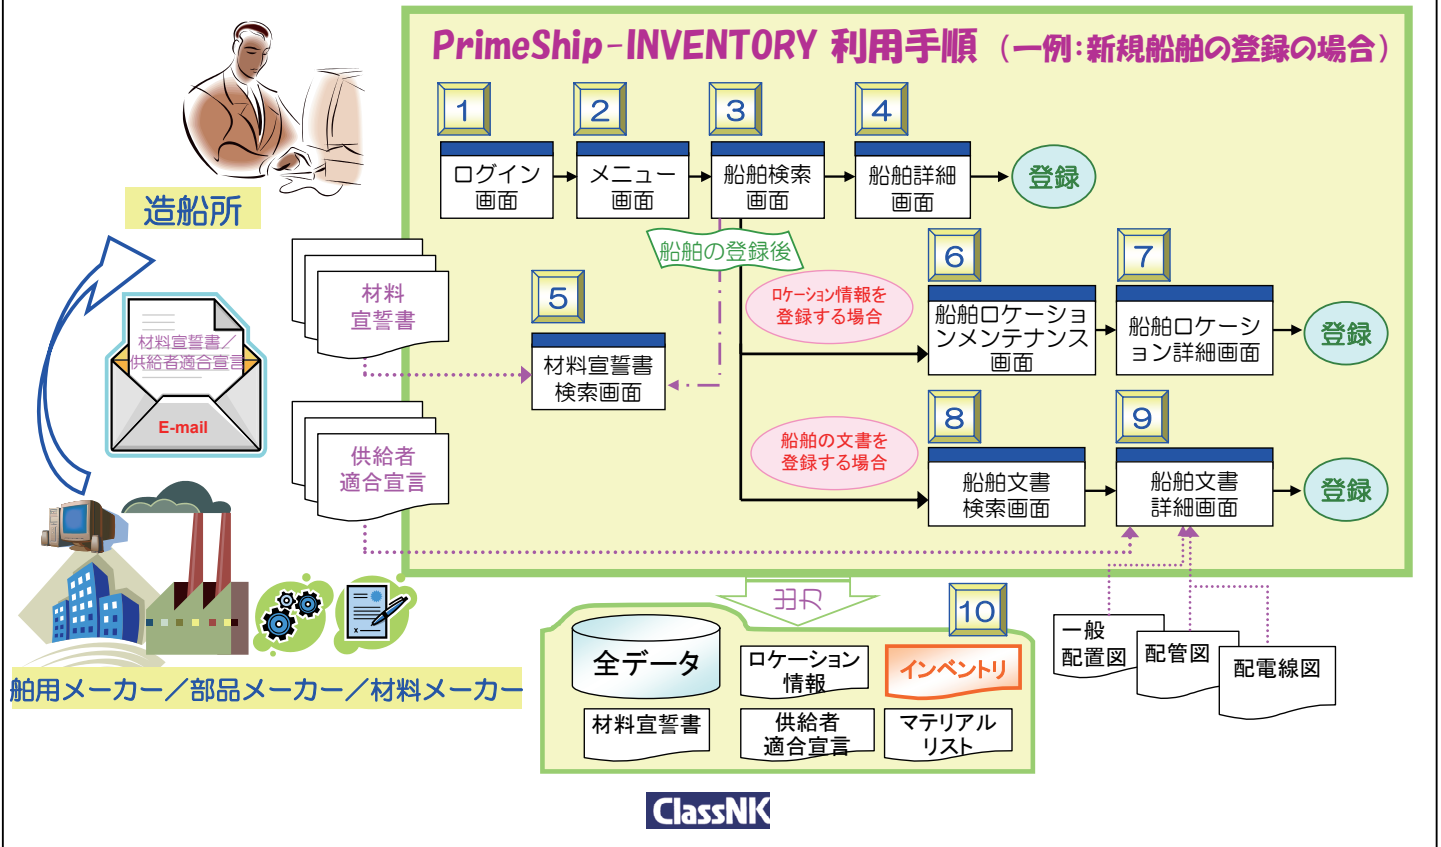 PrimeShip-INVENTORY 利用手順 (一例:新規船舶の登録の場合)
1
2
3
4
ログイン
画面
メニュー
画面
船舶検索
画面
船舶詳細
画面
登録
造船所
船舶の登録後
材料
宣誓書
5
材料宣誓書
検索画面
ロケーション情報を
登録する場合
6
船舶ロケーショ
ンメンテナンス
画面
7
船舶ロケーシ
ョン詳細画面
登録
材料宣誓書/
供給者適合宣言
E-mail
供給者
適合宣言
船舶の文書を
登録する場合
8
船舶文書
検索画面
9
船舶文書
詳細画面
登録
舶用メーカー/部品メーカー/材料メーカー
出力
10
全データ
ロケーション
情報
インベントリ
材料宣誓書
供給者
適合宣言
マテリアル
リスト
一般
配置図
配管図
配電線図
ClassNK